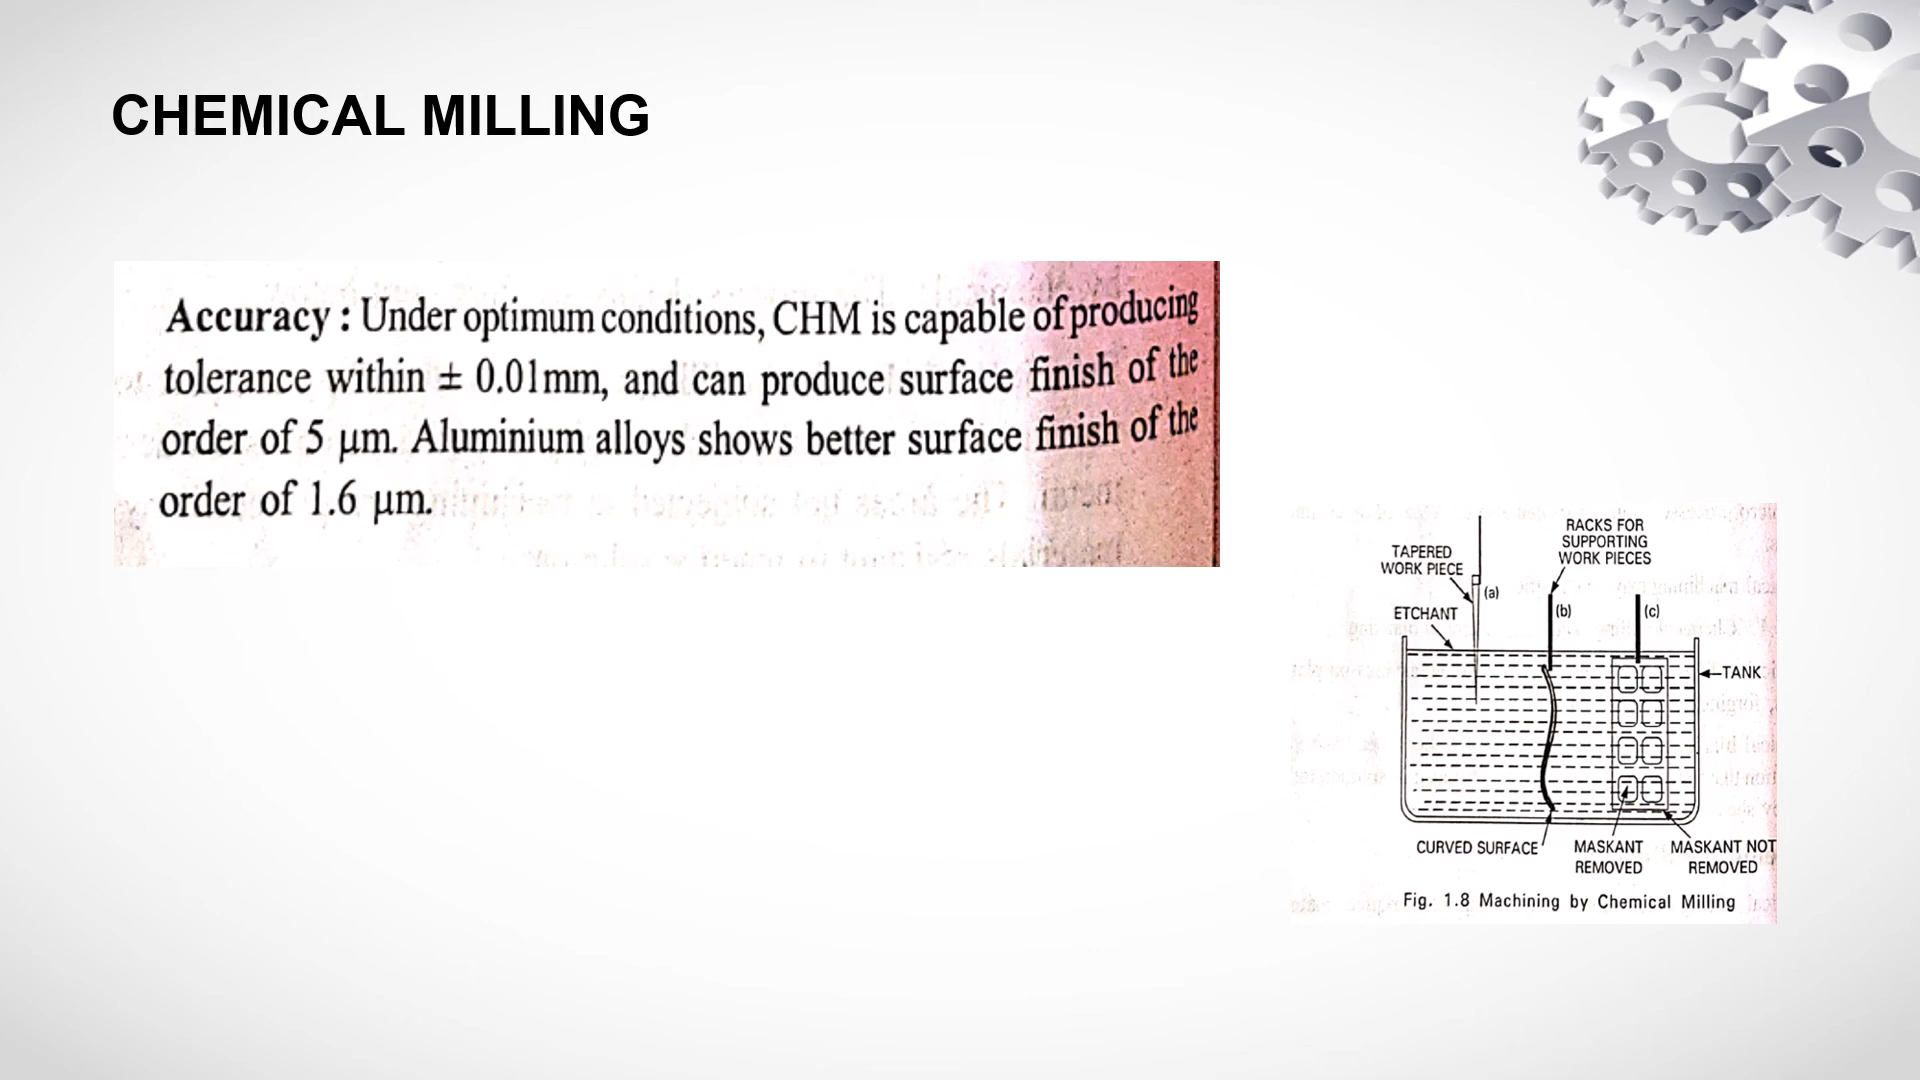 CHEMICAL MILLING
Accuracy : Under optimum conditions, CHM is capable of producing
tolerance within ± 0.01mm, and can produce surface finish of the
order of 5 µm. Aluminium alloys shows better surface finish of the
order of 1.6 µm.
RACKS FOR
SUPPORTING
WORK PIECES
TAPERED
WORK PIECE
(a)
ETCHANT
(b)
(c)
TANK
CURVED SURFACE
MASKANT
REMOVED
MASKANT NOT
REMOVED
Fig. 1.8 Machining by Chemical Milling